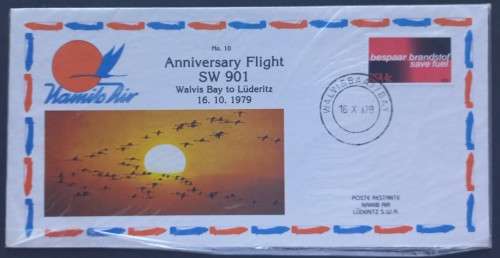 No. 10
Anniversary Flight
SW 901
Walvis Bay to Lüderitz
16. 10. 1979
Namib Air
bespaar brandstof
save fuel
WALVISBAAI BAY
16 X 1979
POSTE RESTANTE
NAMIB AIR
LÜDERITZ S.W.A.